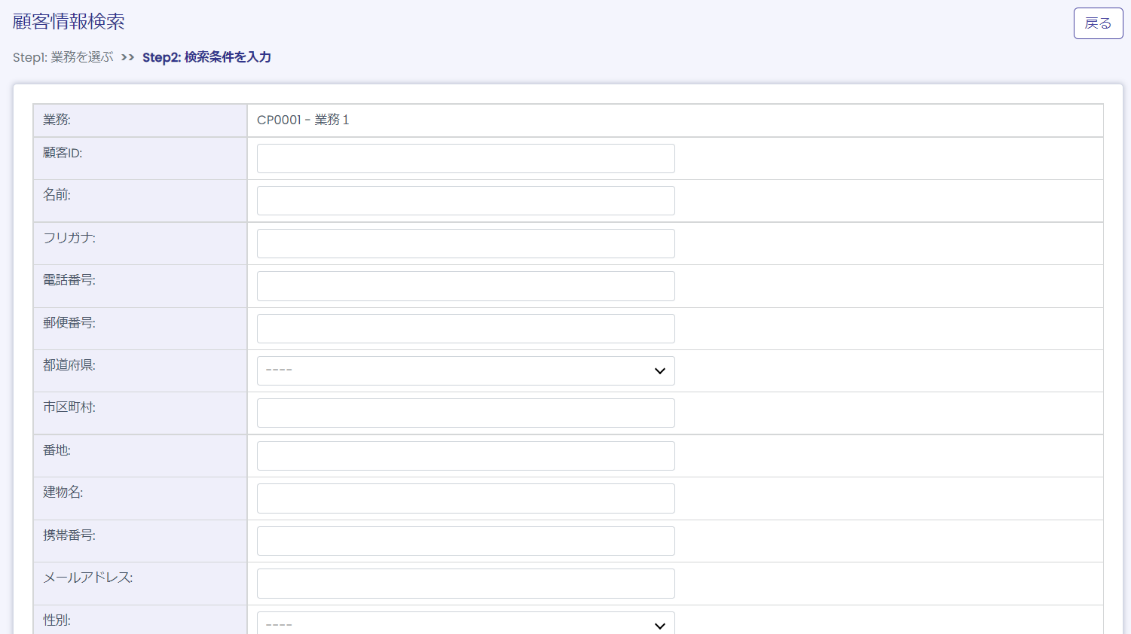 顧客情報検索
戻る
Step1: 業務を選ぶ >> Step2: 検索条件を入力
業務: CP0001 - 業務 1
顧客ID:
名前:
フリガナ:
電話番号:
郵便番号:
都道府県: ----
市区町村:
番地:
建物名:
携帯番号:
メールアドレス:
性別: ----